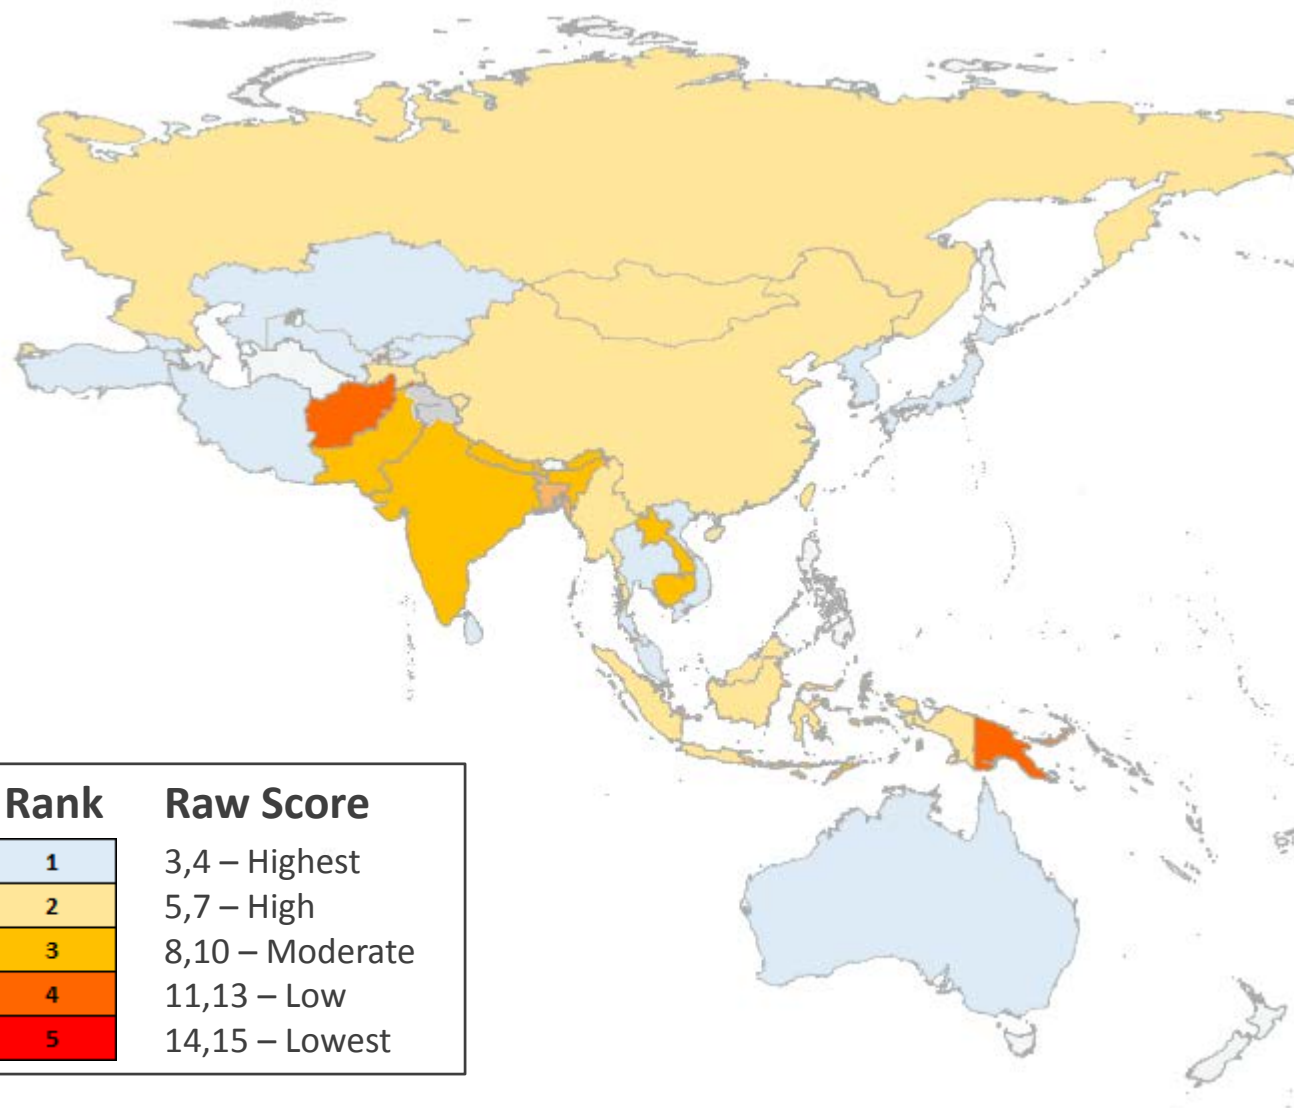 Rank Raw Score
1 3,4 – Highest
2 5,7 – High
3 8,10 – Moderate
4 11,13 – Low
5 14,15 – Lowest